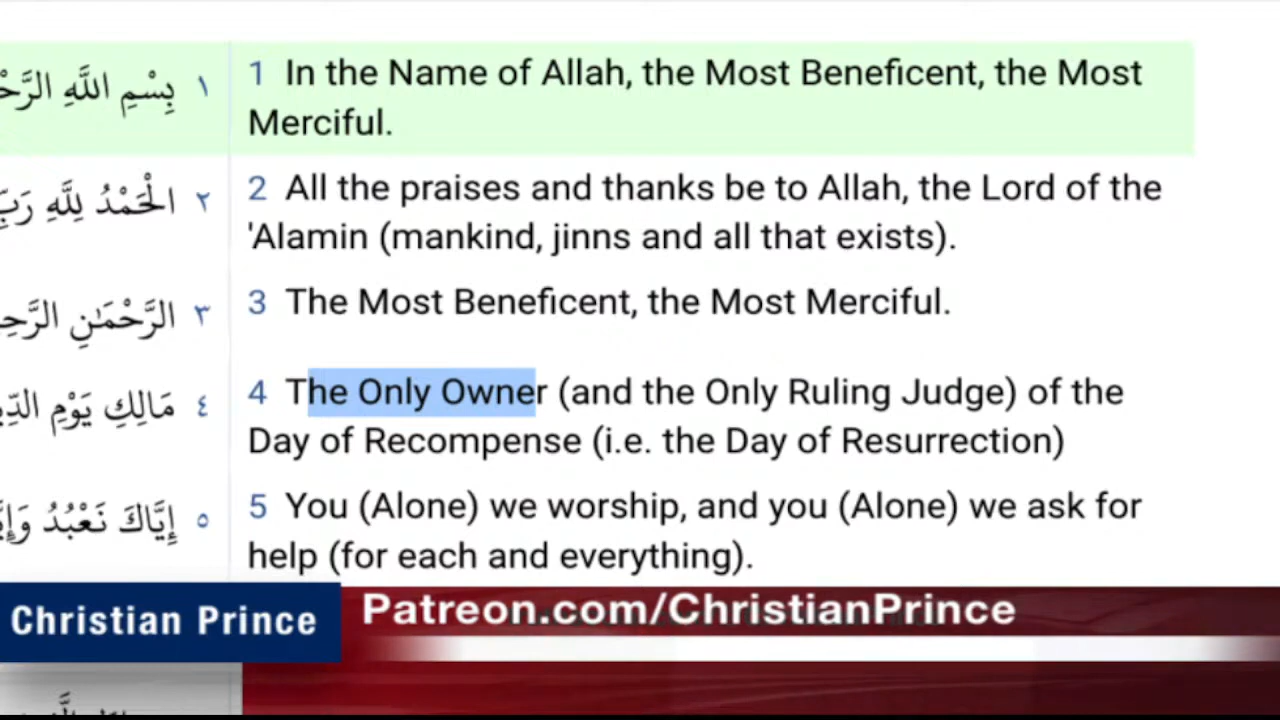 ١ بِسْمِ اللَّهِ
1 In the Name of Allah, the Most Beneficent, the Most
Merciful.
٢ الْحَمْدُ لِلَّهِ
2 All the praises and thanks be to Allah, the Lord of the
'Alamin (mankind, jinns and all that exists).
٣ الرَّحْمَـٰنِ
3 The Most Beneficent, the Most Merciful.
٤ مَالِكِ يَوْمِ
4 The Only Owner (and the Only Ruling Judge) of the
Day of Recompense (i.e. the Day of Resurrection)
٥ إِيَّاكَ نَعْبُدُ
5 You (Alone) we worship, and you (Alone) we ask for
help (for each and everything).
Christian Prince
Patreon.com/ChristianPrince